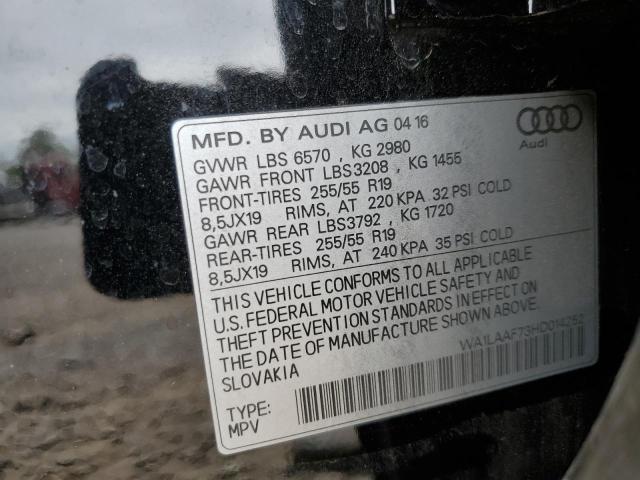 MFD. BY AUDI AG 04 16
Audi
GVWR LBS 6570 , KG 2980
GAWR FRONT LBS3208 , KG 1455
FRONT-TIRES 255/55 R19
8,5JX19 RIMS, AT 220 KPA 32 PSI COLD
GAWR REAR LBS3792 , KG 1720
REAR-TIRES 255/55 R19
8,5JX19 RIMS, AT 240 KPA 35 PSI COLD
THIS VEHICLE CONFORMS TO ALL APPLICABLE
U.S. FEDERAL MOTOR VEHICLE SAFETY AND
THEFT PREVENTION STANDARDS IN EFFECT ON
THE DATE OF MANUFACTURE SHOWN ABOVE.
SLOVAKIA
WA1LAAF73HD014252
TYPE:
MPV